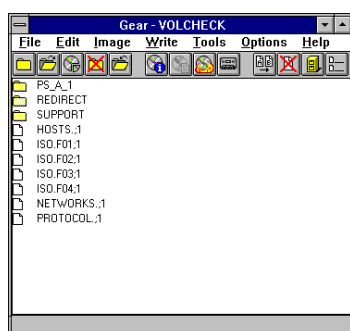 Gear - VOLCHECK
File Edit Image Write Tools Options Help
PS_A_1
REDIRECT
SUPPORT
HOSTS.;1
ISO.F01;1
ISO.F02;1
ISO.F03;1
ISO.F04;1
NETWORKS.;1
PROTOCOL.;1